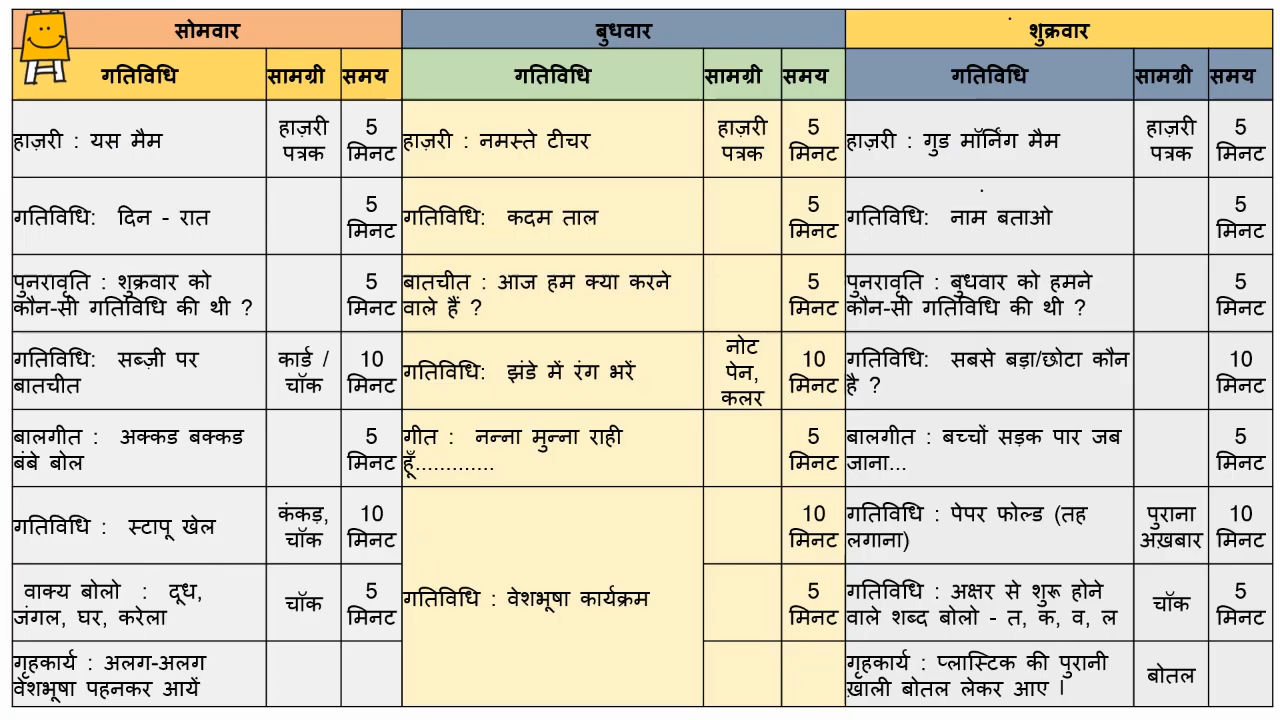 सोमवार बुधवार शुक्रवार
गतिविधि सामग्री समय गतिविधि सामग्री समय गतिविधि सामग्री समय
हाज़री : यस मैम हाज़री पत्रक 5 मिनट हाज़री : नमस्ते टीचर हाज़री पत्रक 5 मिनट हाज़री : गुड मॉर्निंग मैम हाज़री पत्रक 5 मिनट
गतिविधि: दिन - रात 5 मिनट गतिविधि: कदम ताल 5 मिनट गतिविधि: नाम बताओ 5 मिनट
पुनरावृति : शुक्रवार को कौन-सी गतिविधि की थी ? 5 मिनट बातचीत : आज हम क्या करने वाले हैं ? 5 मिनट पुनरावृति : बुधवार को हमने कौन-सी गतिविधि की थी ? 5 मिनट
गतिविधि: सब्ज़ी पर बातचीत कार्ड / चॉक 10 मिनट गतिविधि: झंडे में रंग भरें नोट पेन, कलर 10 मिनट गतिविधि: सबसे बड़ा/छोटा कौन है ? 10 मिनट
बालगीत : अक्कड बक्कड बंबे बोल 5 मिनट गीत : नन्ना मुन्ना राही हूँ............. 5 मिनट बालगीत : बच्चों सड़क पार जब जाना... 5 मिनट
गतिविधि : स्टापू खेल कंकड़, चॉक 10 मिनट गतिविधि : वेशभूषा कार्यक्रम 10 मिनट गतिविधि : पेपर फोल्ड (तह लगाना) पुराना अख़बार 10 मिनट
वाक्य बोलो : दूध, जंगल, घर, करेला चॉक 5 मिनट 5 मिनट गतिविधि : अक्षर से शुरू होने वाले शब्द बोलो - त, क, व, ल चॉक 5 मिनट
गृहकार्य : अलग-अलग वेशभूषा पहनकर आयें गृहकार्य : प्लास्टिक की पुरानी ख़ाली बोतल लेकर आए । बोतल